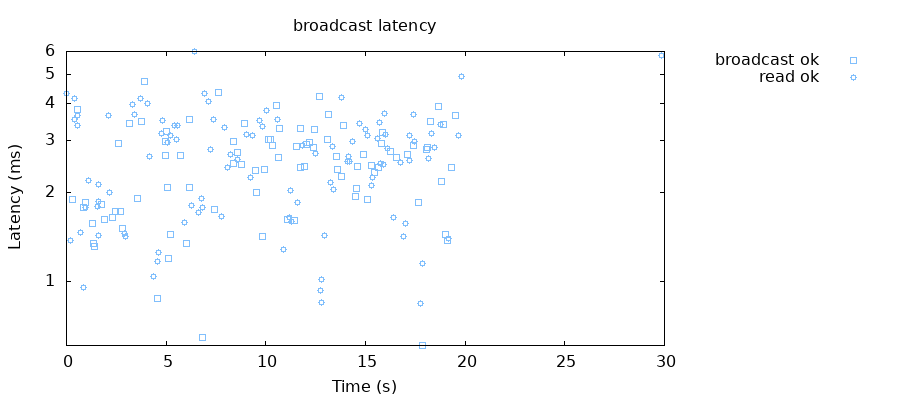 broadcast latency
broadcast ok
read ok
6
5
4
3
2
1
Latency (ms)
0 5 10 15 20 25 30
Time (s)